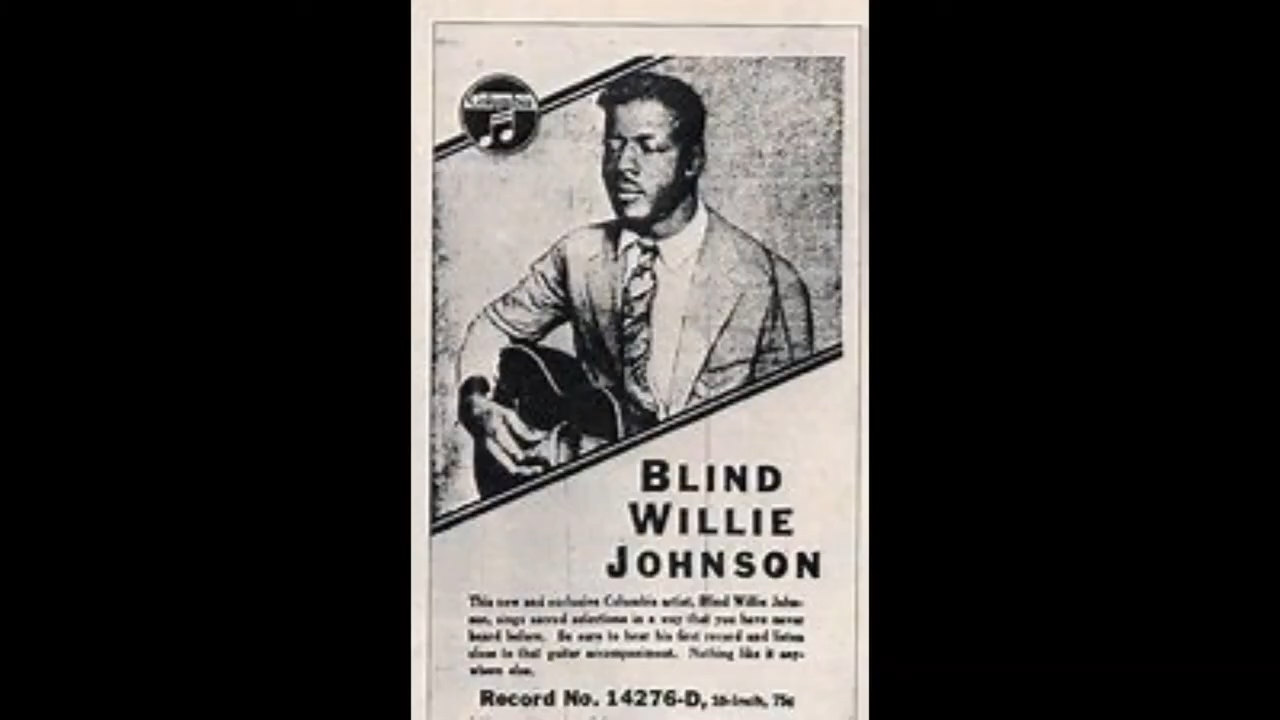 BLIND
WILLIE
JOHNSON
This new and exclusive Columbia artist, Blind Willie John-
son, sings sacred selections in a way that you have never
heard before. Be sure to hear his first record and listen
close to that guitar accompaniment. Nothing like it any-
where else.
Record No. 14276-D, 10-inch, 75c